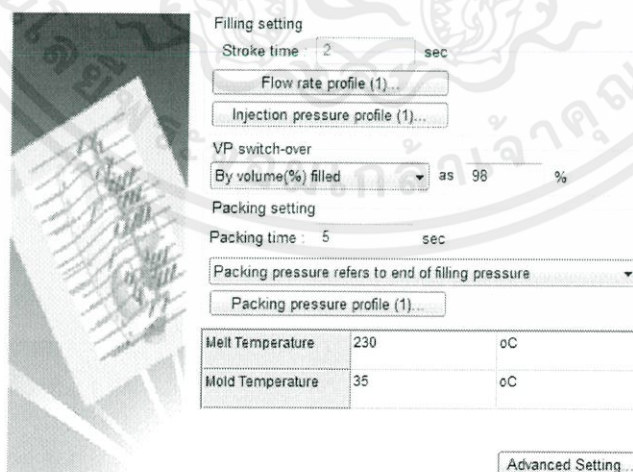 Filling setting
Stroke time : 2 sec
Flow rate profile (1)...
Injection pressure profile (1)...
VP switch-over
By volume(%) filled as 98 %
Packing setting
Packing time : 5 sec
Packing pressure refers to end of filling pressure
Packing pressure profile (1)...
Melt Temperature 230 oC
Mold Temperature 35 oC
Advanced Setting...